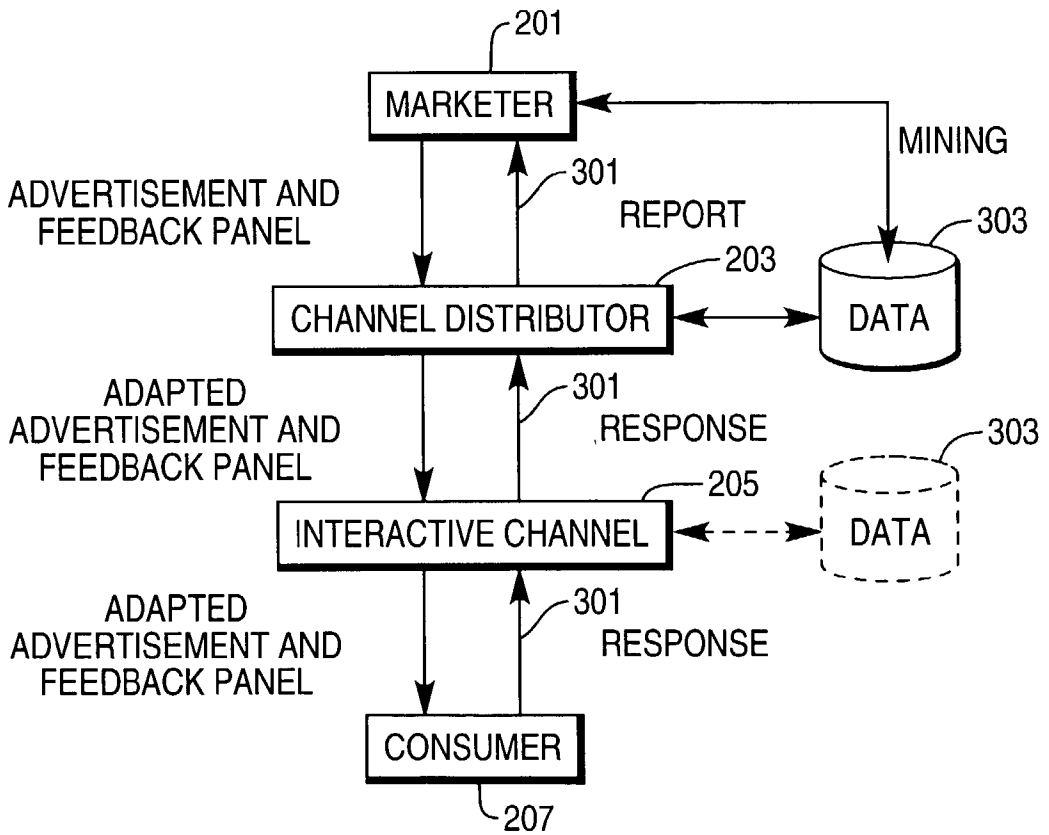 201
MARKETER
MINING
ADVERTISEMENT AND
FEEDBACK PANEL
301
REPORT
203
303
CHANNEL DISTRIBUTOR
DATA
ADAPTED
ADVERTISEMENT AND
FEEDBACK PANEL
301
RESPONSE
205
303
INTERACTIVE CHANNEL
DATA
ADAPTED
ADVERTISEMENT AND
FEEDBACK PANEL
301
RESPONSE
CONSUMER
207